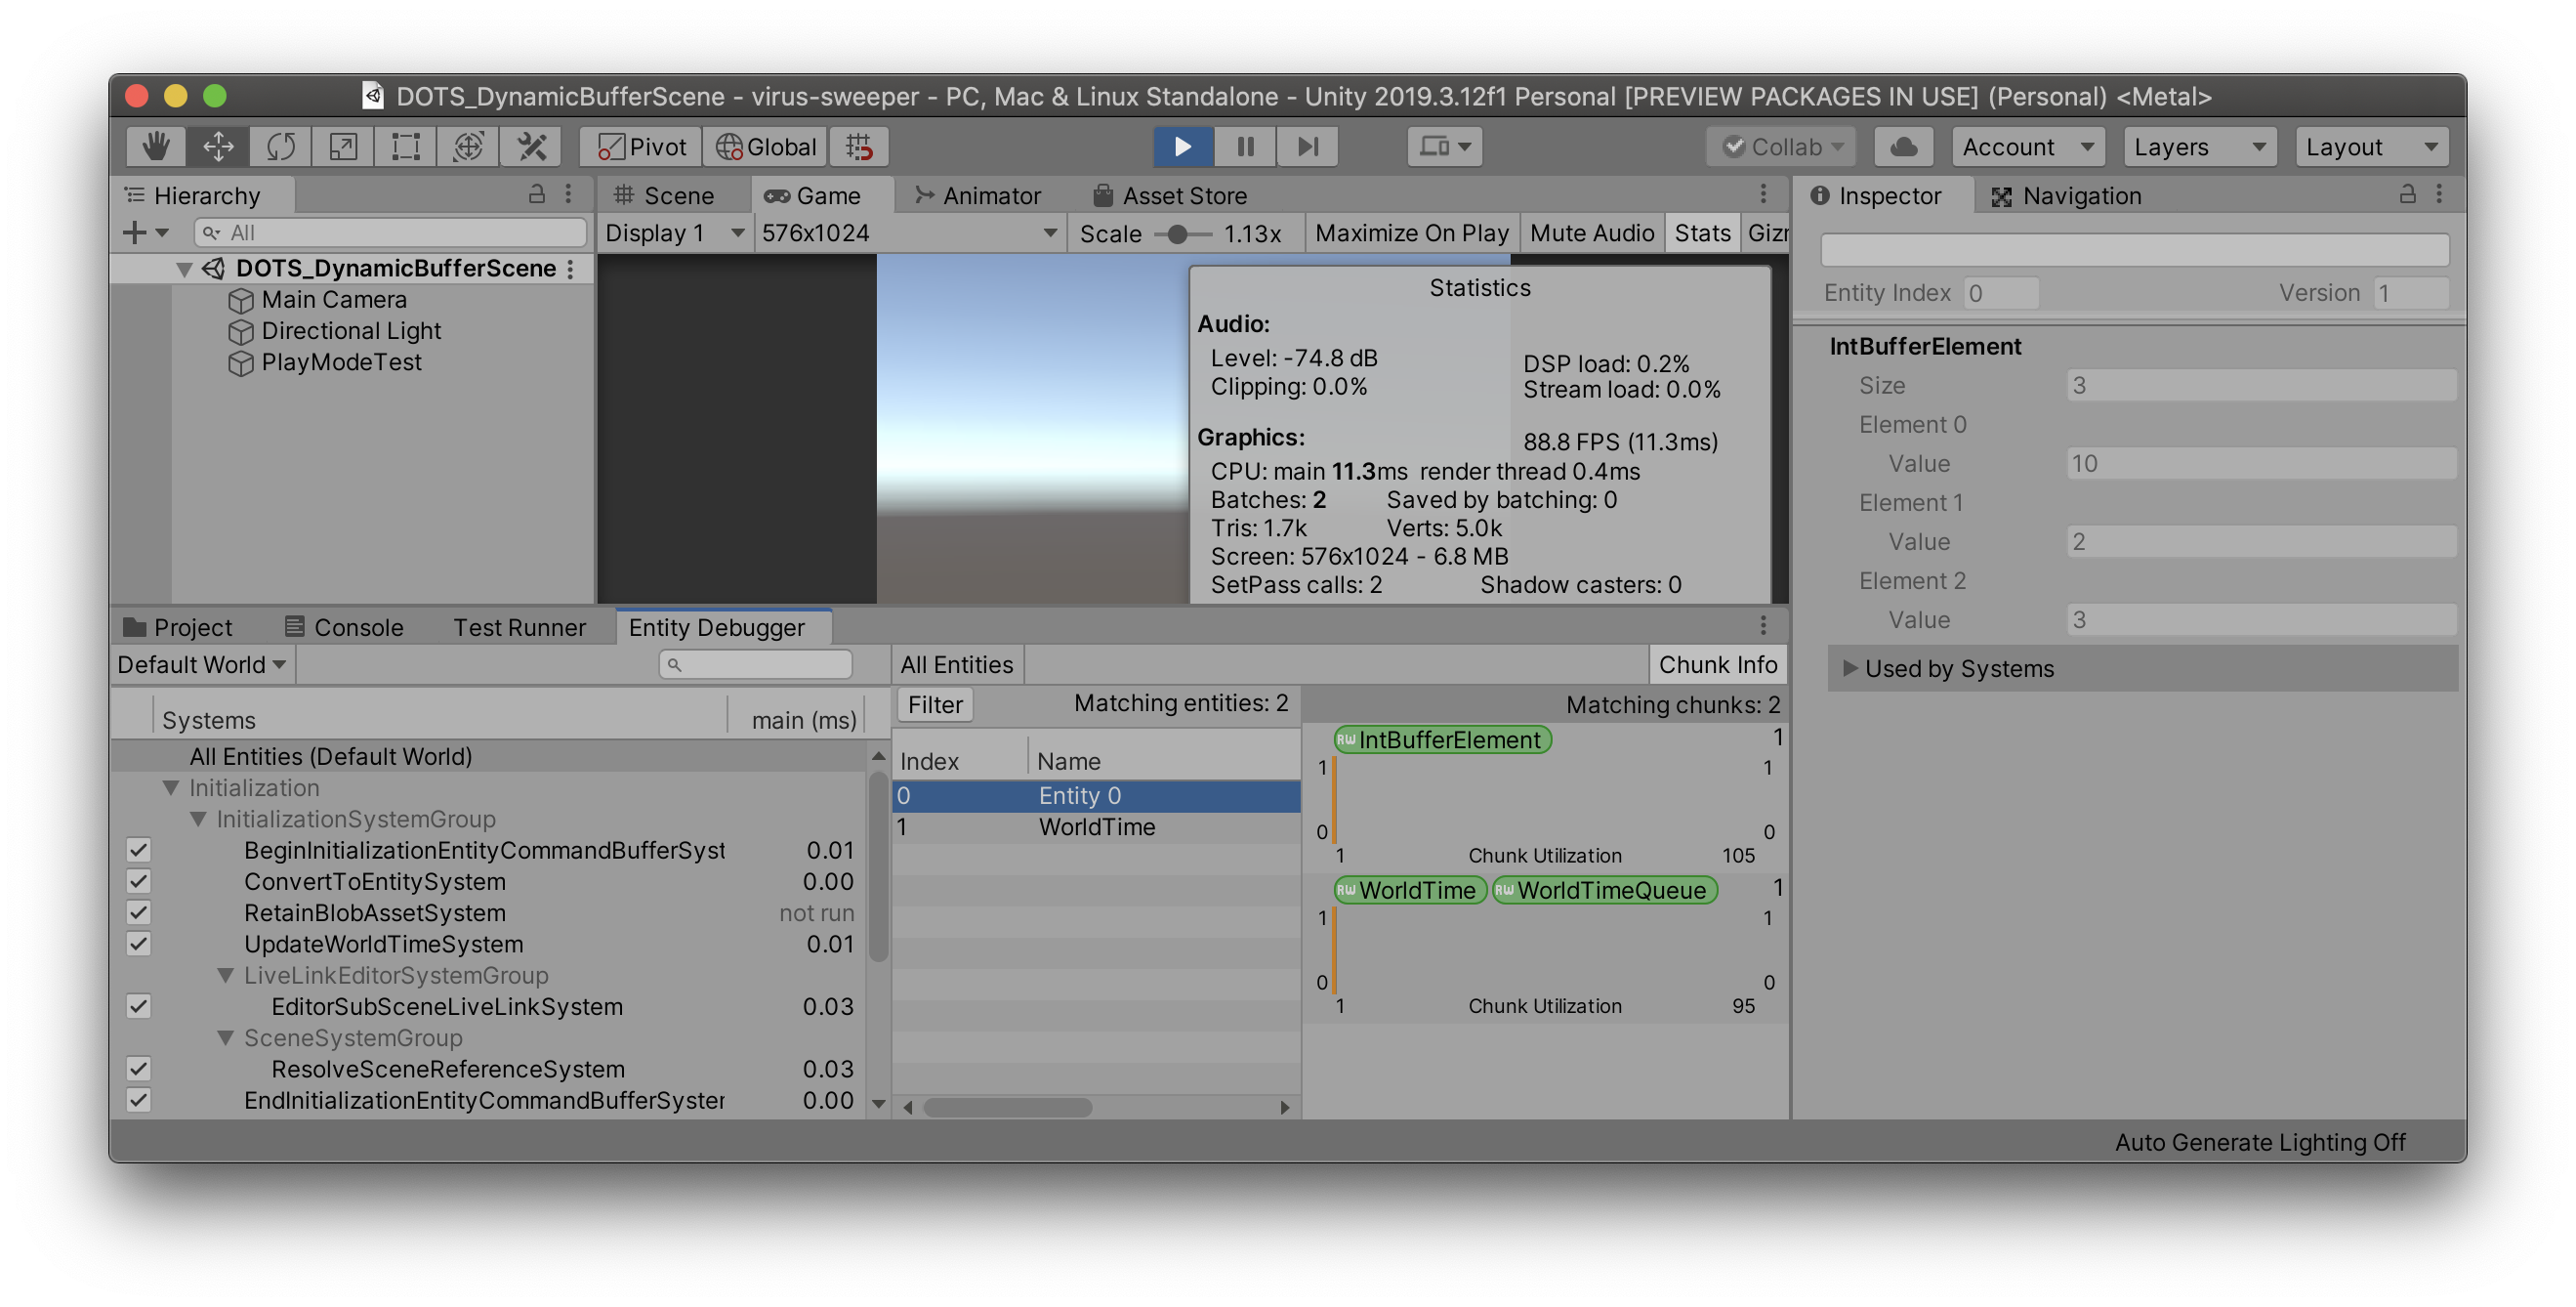 DOTS_DynamicBufferScene - virus-sweeper - PC, Mac & Linux Standalone - Unity 2019.3.12f1 Personal [PREVIEW PACKAGES IN USE] (Personal) <Metal>
Pivot Global Collab Account Layers Layout
Hierarchy
All
DOTS_DynamicBufferScene
Main Camera
Directional Light
PlayModeTest
Scene Game Animator Asset Store
Display 1 576x1024 Scale 1.13x Maximize On Play Mute Audio Stats Giz
Statistics
Audio:
Level: -74.8 dB DSP load: 0.2%
Clipping: 0.0% Stream load: 0.0%
Graphics: 88.8 FPS (11.3ms)
CPU: main 11.3ms render thread 0.4ms
Batches: 2 Saved by batching: 0
Tris: 1.7k Verts: 5.0k
Screen: 576x1024 - 6.8 MB
SetPass calls: 2 Shadow casters: 0
Inspector Navigation
Entity Index 0 Version 1
IntBufferElement
Size 3
Element 0
Value 10
Element 1
Value 2
Element 2
Value 3
Used by Systems
Project Console Test Runner Entity Debugger
Default World
Systems main (ms)
All Entities (Default World)
Initialization
InitializationSystemGroup
BeginInitializationEntityCommandBufferSyst 0.01
ConvertToEntitySystem 0.00
RetainBlobAssetSystem not run
UpdateWorldTimeSystem 0.01
LiveLinkEditorSystemGroup
EditorSubSceneLiveLinkSystem 0.03
SceneSystemGroup
ResolveSceneReferenceSystem 0.03
EndInitializationEntityCommandBufferSyster 0.00
All Entities Chunk Info
Filter Matching entities: 2
Index Name
0 Entity 0
1 WorldTime
Matching chunks: 2
RW IntBufferElement 1
1 1
0 0
1 Chunk Utilization 105
RW WorldTime RW WorldTimeQueue 1
1 1
0 0
1 Chunk Utilization 95
Auto Generate Lighting Off